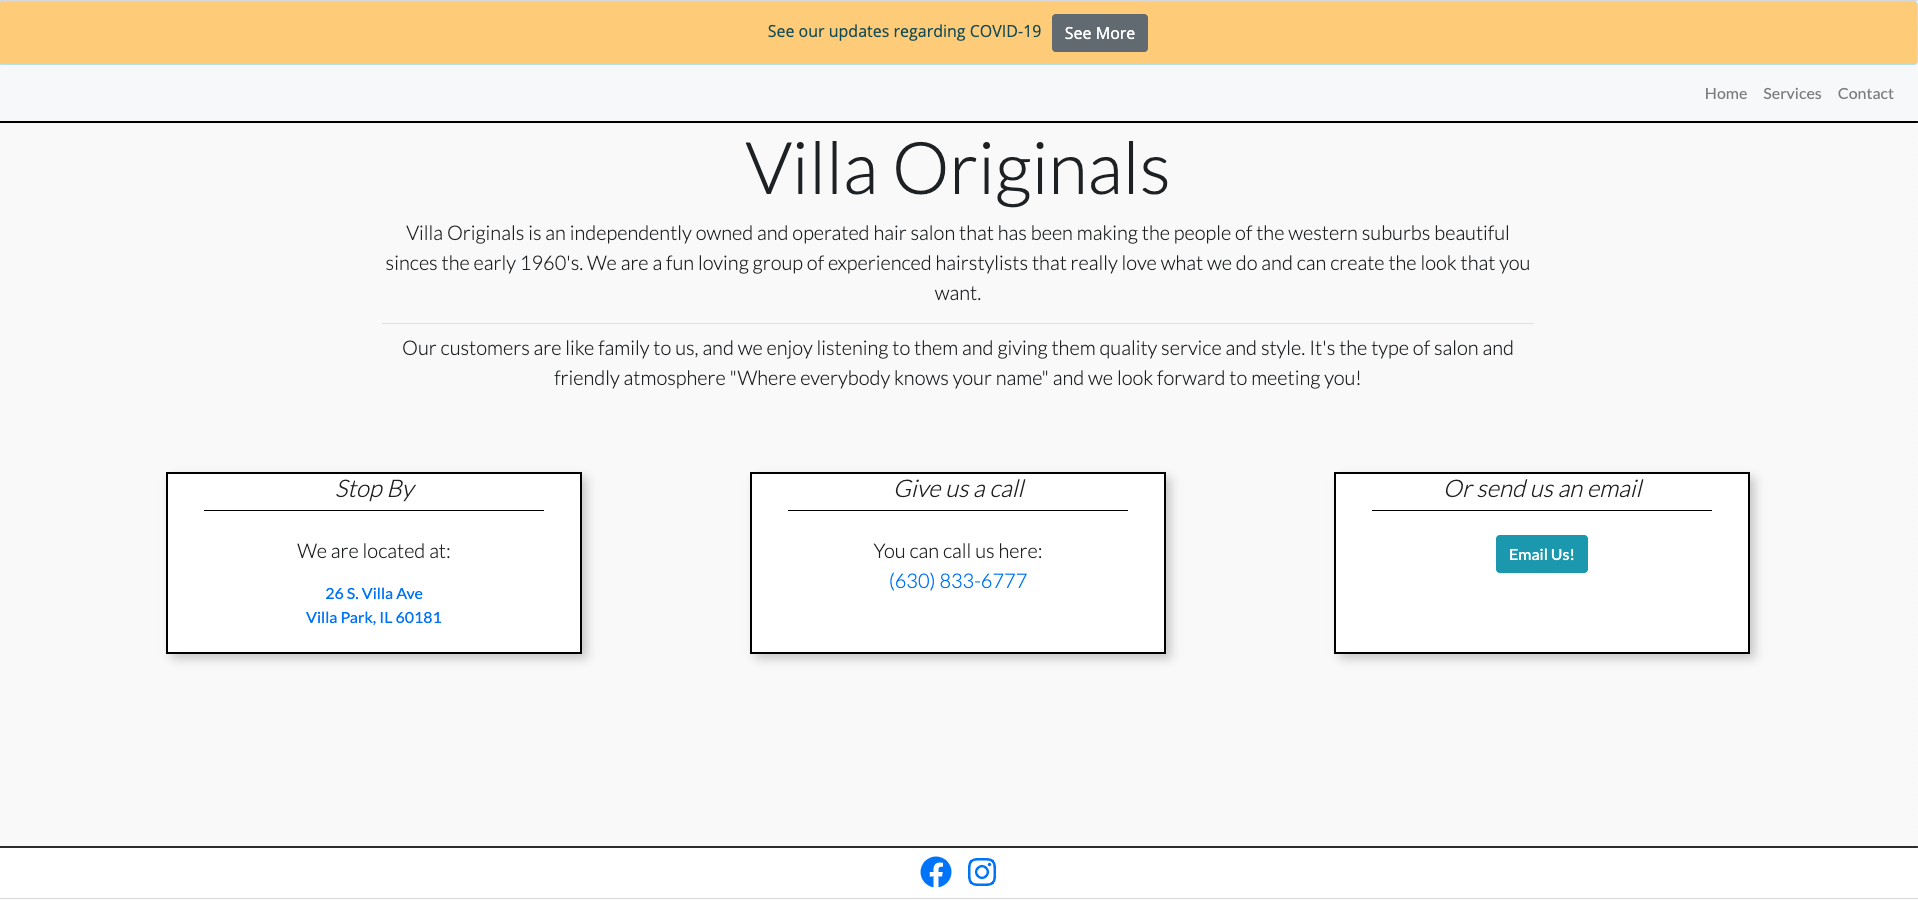 See our updates regarding COVID-19 See More
Home Services Contact
Villa Originals
Villa Originals is an independently owned and operated hair salon that has been making the people of the western suburbs beautiful
sinces the early 1960's. We are a fun loving group of experienced hairstylists that really love what we do and can create the look that you
want.
Our customers are like family to us, and we enjoy listening to them and giving them quality service and style. It's the type of salon and
friendly atmosphere "Where everybody knows your name" and we look forward to meeting you!
Stop By
We are located at:
26 S. Villa Ave
Villa Park, IL 60181
Give us a call
You can call us here:
(630) 833-6777
Or send us an email
Email Us!